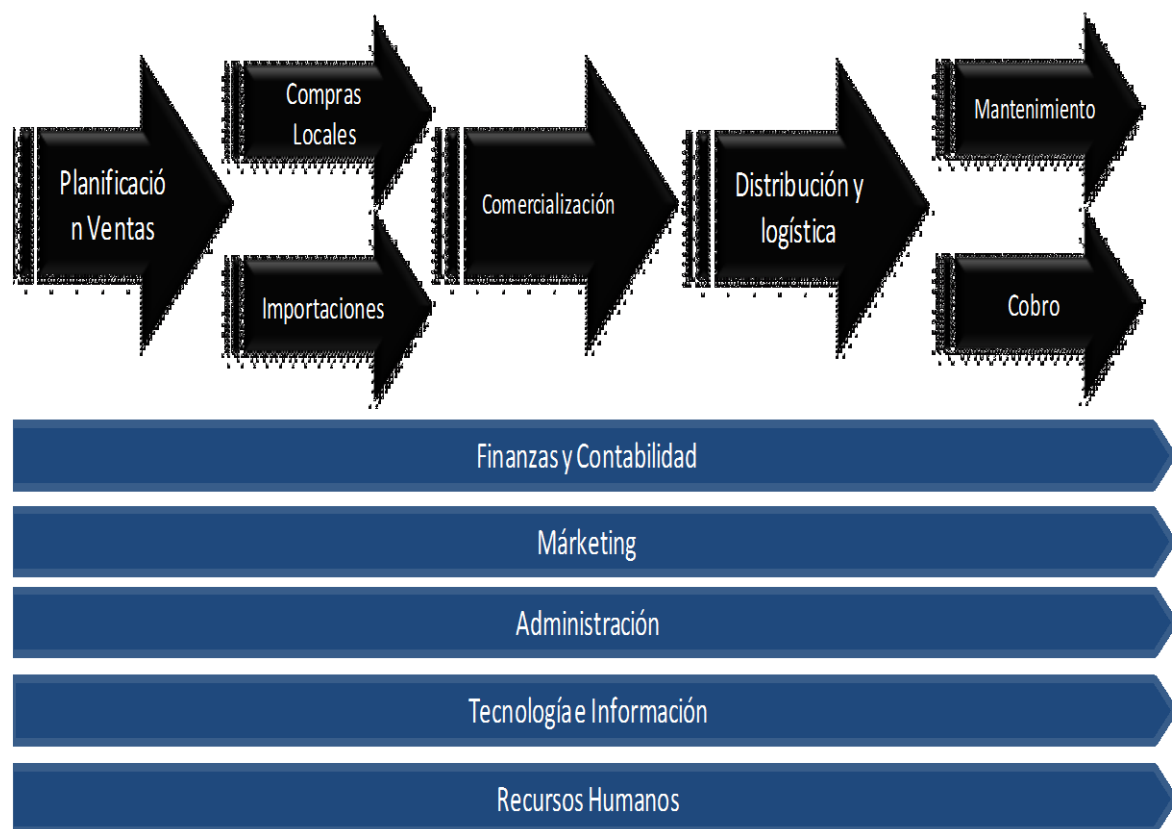 Planificació
n Ventas
Compras
Locales
Importaciones
Comercialización
Distribución y
logística
Mantenimiento
Cobro
Finanzas y Contabilidad
Márketing
Administración
Tecnología e Información
Recursos Humanos